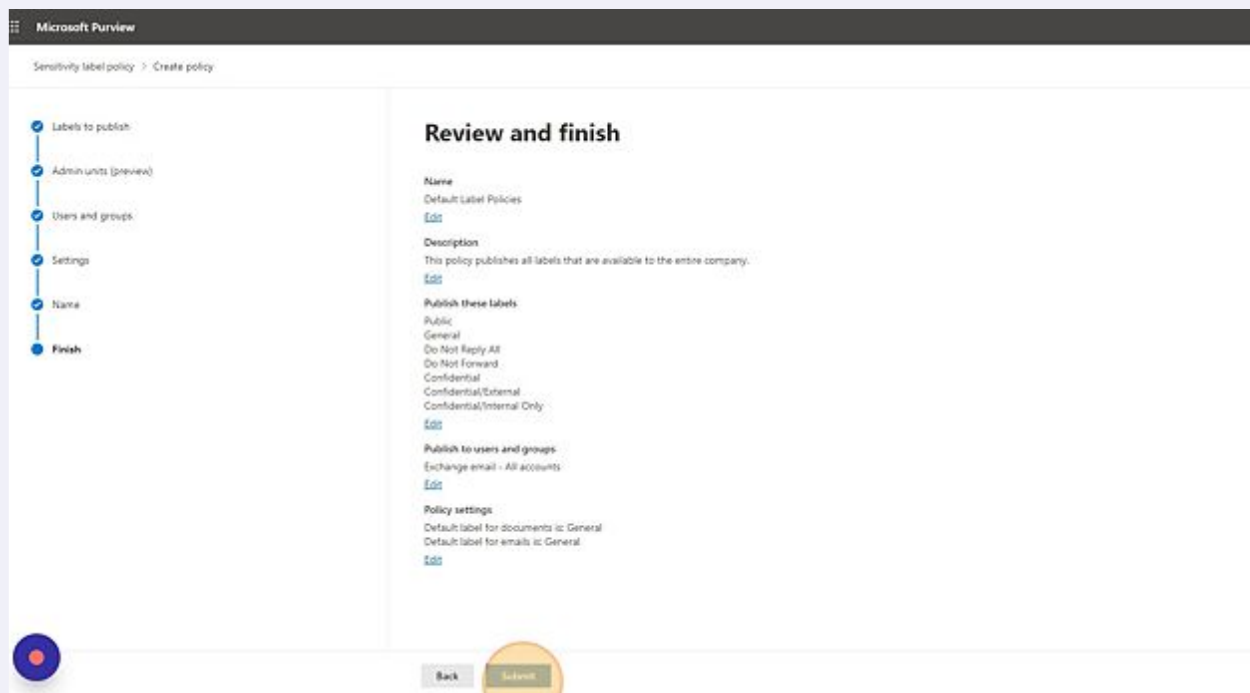 Microsoft Purview
Sensitivity label policy > Create policy
Labels to publish
Admin units (preview)
Users and groups
Settings
Name
Finish
Review and finish
Name
Default Label Policies
Edit
Description
This policy publishes all labels that are available to the entire company.
Edit
Publish these labels
Public
General
Do Not Reply All
Do Not Forward
Confidential
Confidential/External
Confidential/Internal Only
Edit
Publish to users and groups
Exchange email - All accounts
Edit
Policy settings
Default label for documents is: General
Default label for emails is: General
Edit
Back
Submit